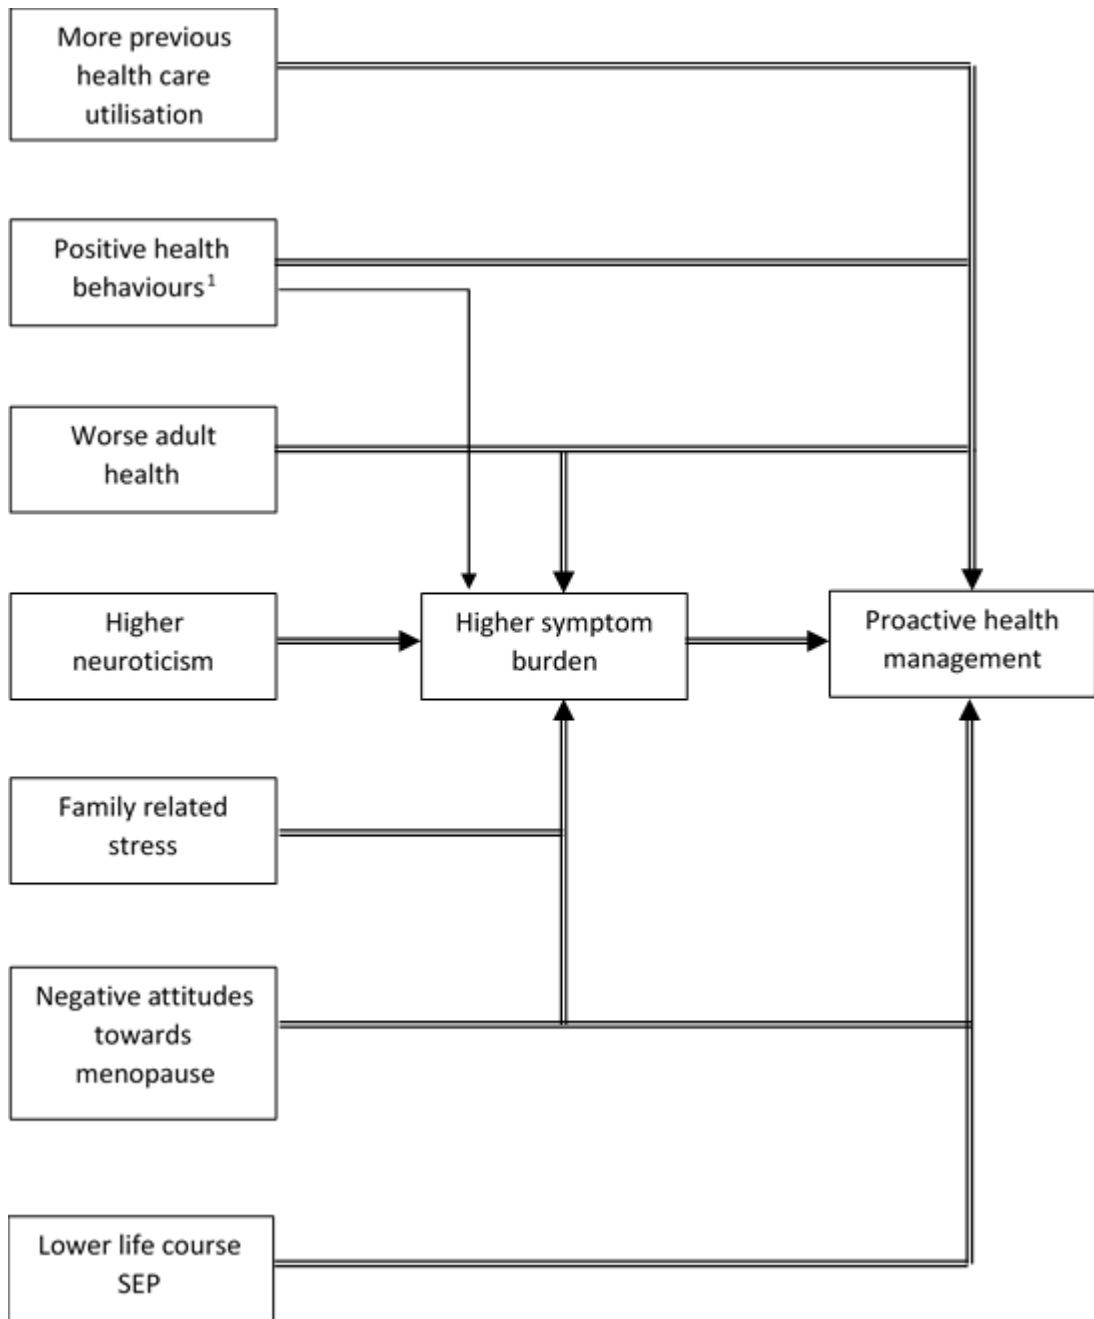 More previous
health care
utilisation
Positive health
behaviours¹
Worse adult
health
Higher
neuroticism
Higher symptom
burden
Proactive health
management
Family related
stress
Negative attitudes
towards
menopause
Lower life course
SEP